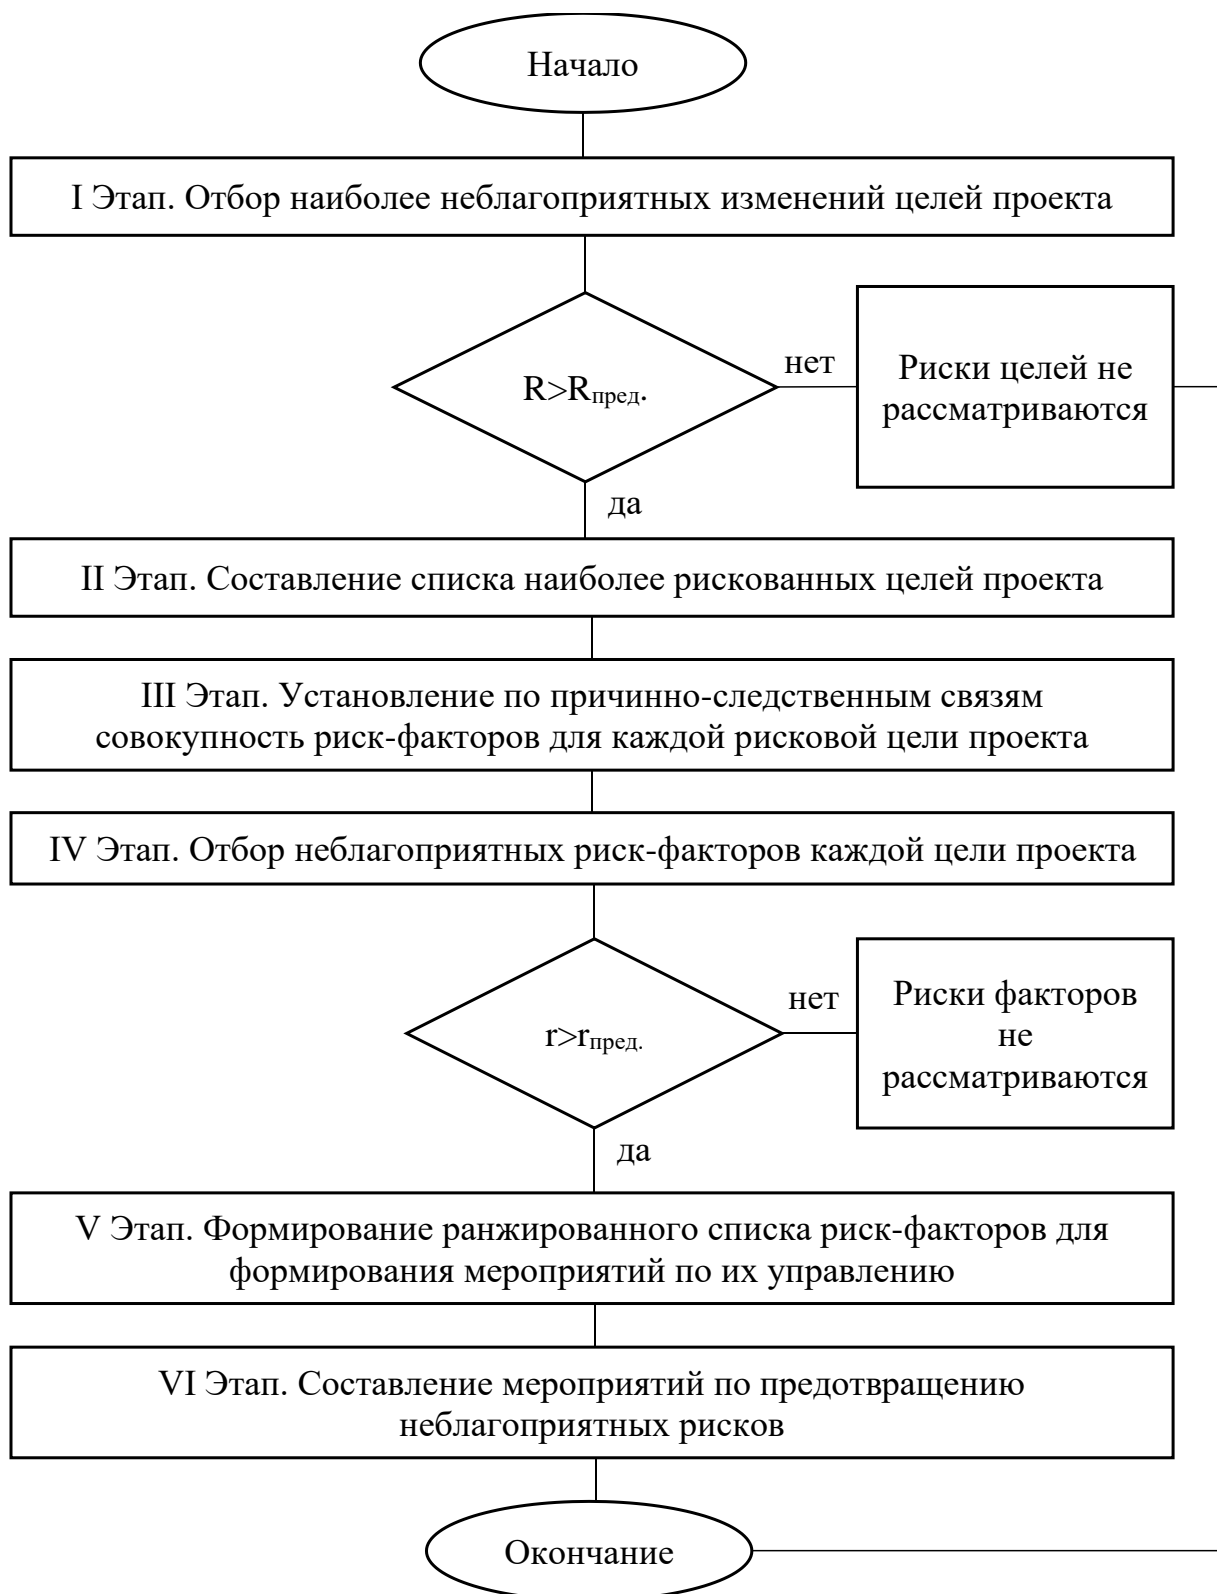 Начало
I Этап. Отбор наиболее неблагоприятных изменений целей проекта
R>Rпред.
нет
Риски целей не
рассматриваются
да
II Этап. Составление списка наиболее рискованных целей проекта
III Этап. Установление по причинно-следственным связям
совокупность риск-факторов для каждой рисковой цели проекта
IV Этап. Отбор неблагоприятных риск-факторов каждой цели проекта
r>rпред.
нет
Риски факторов
не
рассматриваются
да
V Этап. Формирование ранжированного списка риск-факторов для
формирования мероприятий по их управлению
VI Этап. Составление мероприятий по предотвращению
неблагоприятных рисков
Окончание